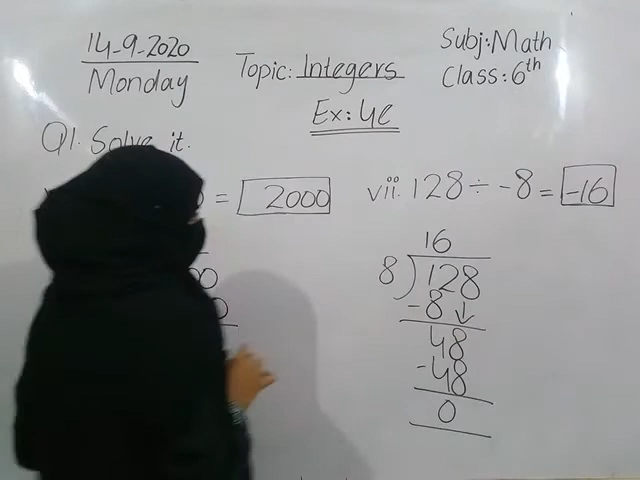 14-9-2020
Monday
Topic: Integers
Ex: 4C
Subj: Math
Class: 6th
Q1. Solve it.
= 2000
vii. 128 ÷ -8 = -16
16
8 ) 128
-8 ↓
48
-48
0